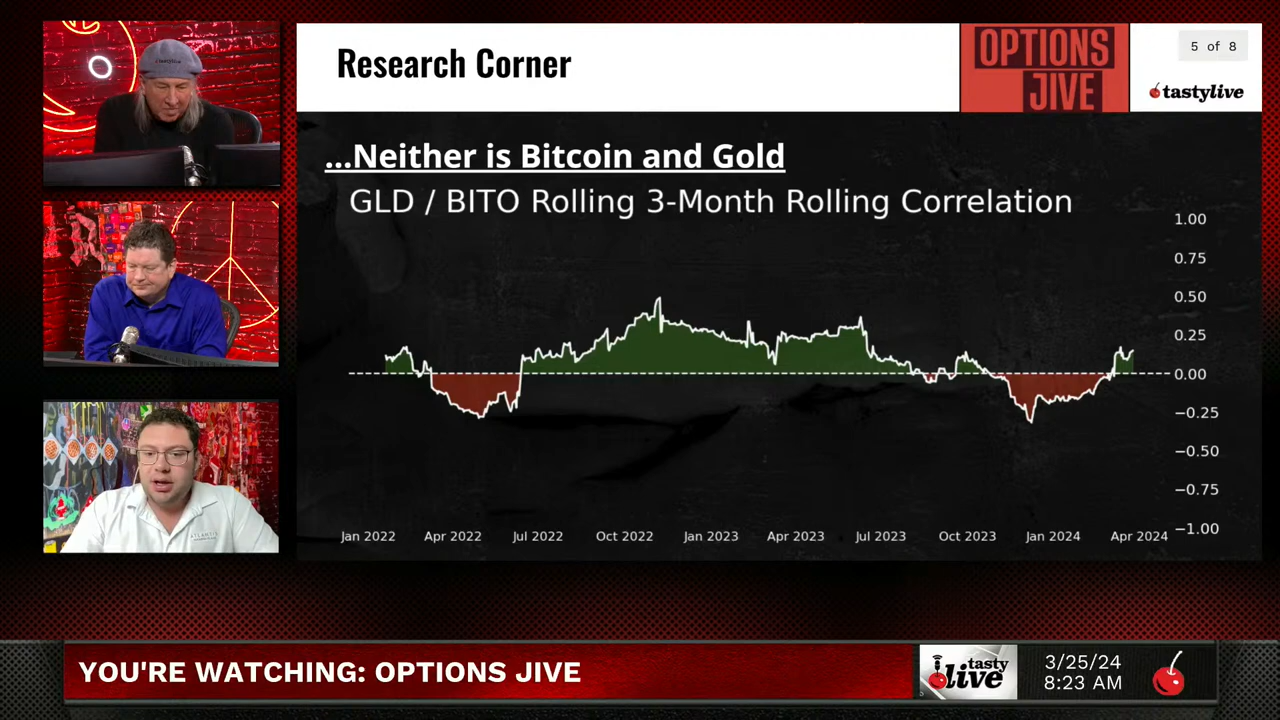 Research Corner
OPTIONS
JIVE
5 of 8
tastylive
...Neither is Bitcoin and Gold
GLD / BITO Rolling 3-Month Rolling Correlation
1.00
0.75
0.50
0.25
0.00
−0.25
−0.50
−0.75
−1.00
Jan 2022 Apr 2022 Jul 2022 Oct 2022 Jan 2023 Apr 2023 Jul 2023 Oct 2023 Jan 2024 Apr 2024
YOU'RE WATCHING: OPTIONS JIVE
tasty
live
3/25/24
8:23 AM